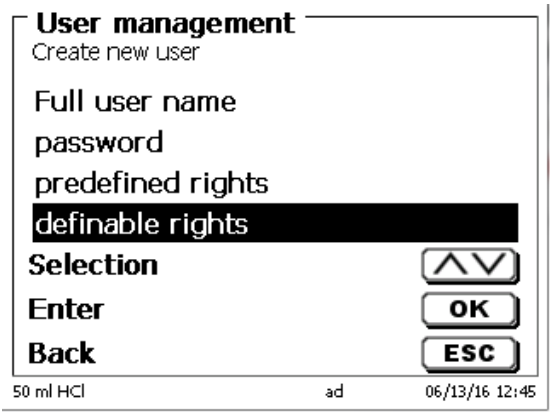 User management
Create new user
Full user name
password
predefined rights
definable rights
Selection
Enter OK
Back ESC
50 ml HCl ad 06/13/16 12:45